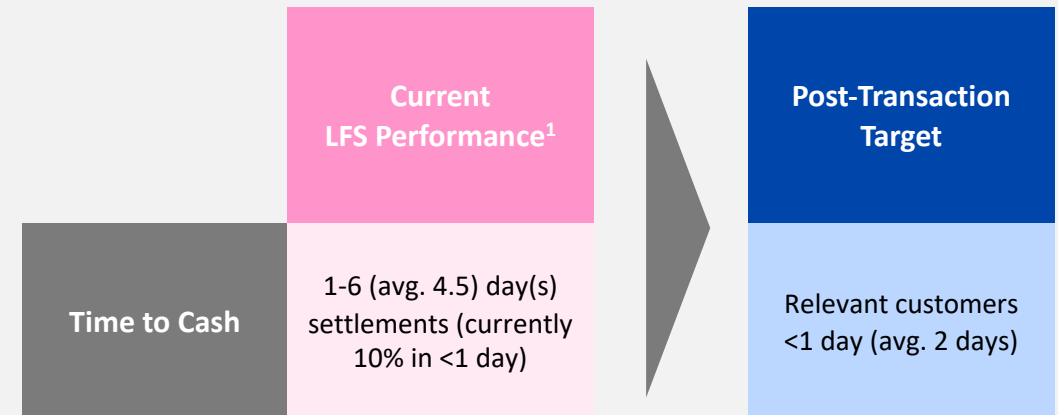 Current
LFS Performance1
Post-Transaction
Target
Time to Cash
1-6 (avg. 4.5) day(s)
settlements (currently
10% in <1 day)
Relevant customers
<1 day (avg. 2 days)